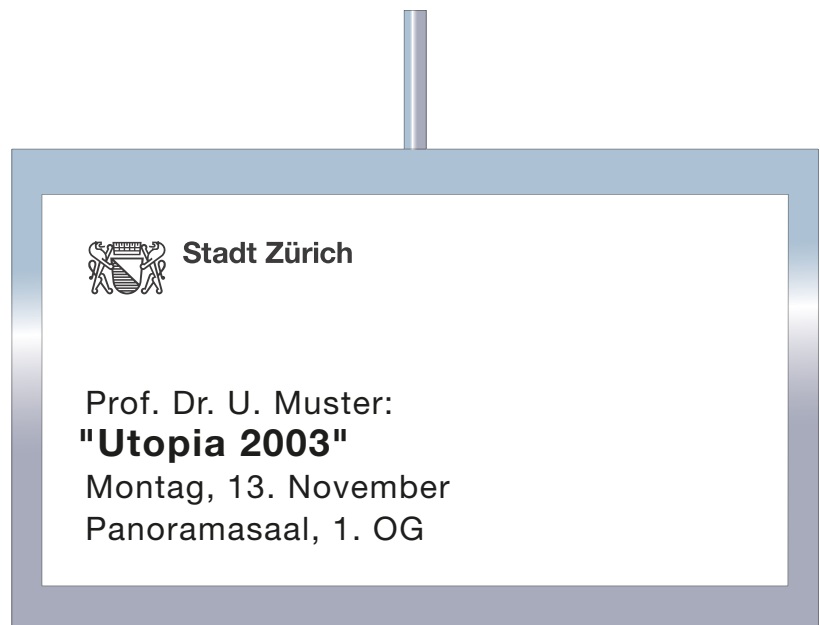 Stadt Zürich
Prof. Dr. U. Muster:
"Utopia 2003"
Montag, 13. November
Panoramasaal, 1. OG